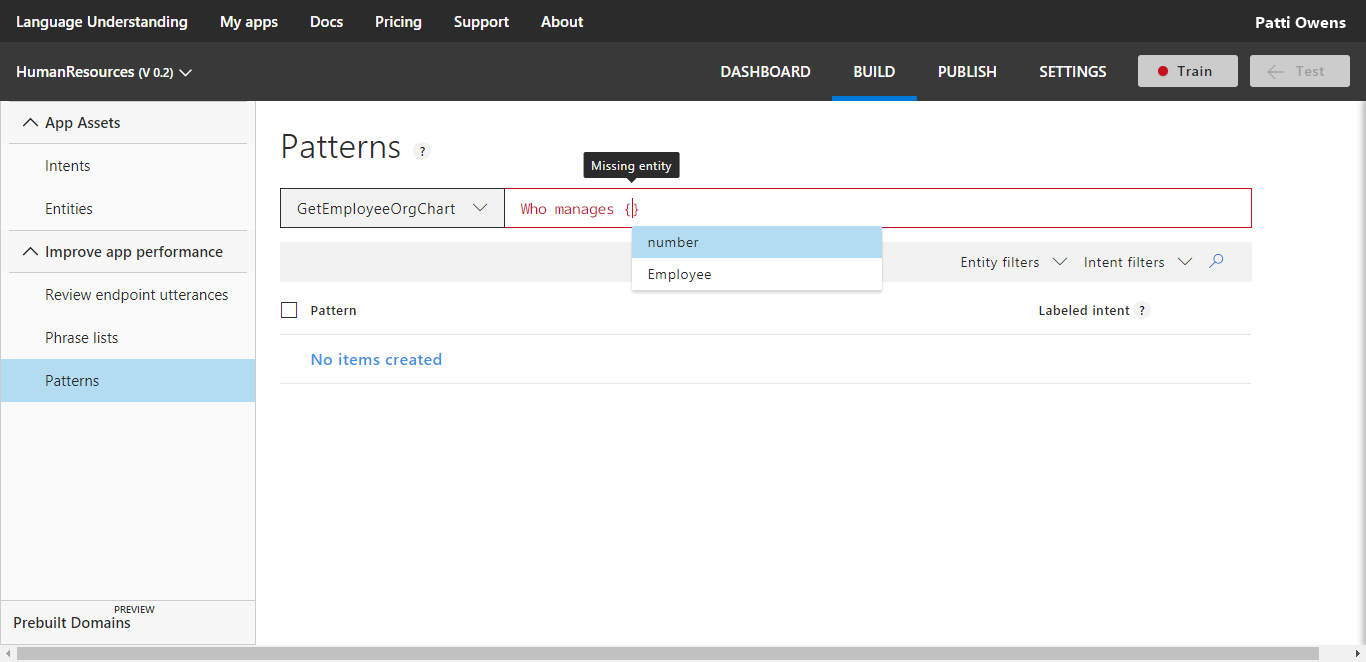 Language Understanding My apps Docs Pricing Support About Patti Owens
HumanResources (V 0.2) DASHBOARD BUILD PUBLISH SETTINGS Train Test
App Assets
Intents
Entities
Improve app performance
Review endpoint utterances
Phrase lists
Patterns
PREVIEW
Prebuilt Domains
Patterns ?
Missing entity
GetEmployeeOrgChart Who manages {}
number
Employee
Entity filters Intent filters
Pattern Labeled intent ?
No items created